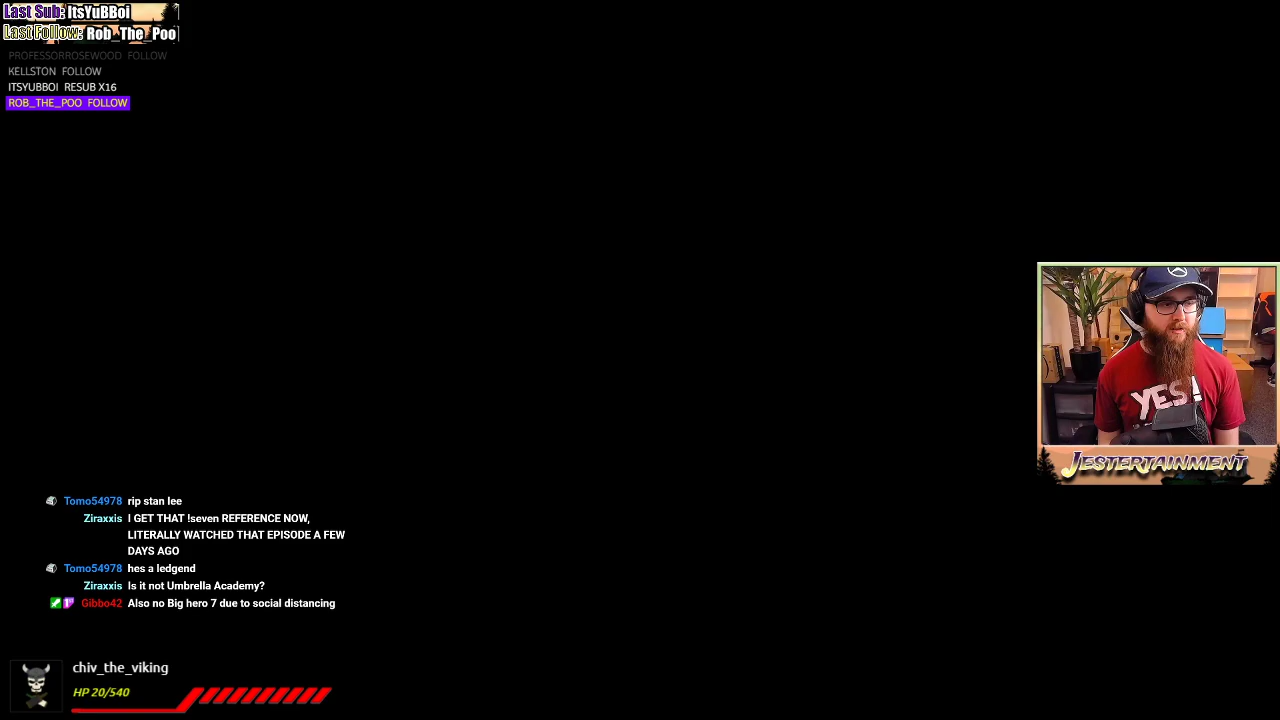 Last Sub: ItsYuBBoi
Last Follow: Rob_The_Poo
PROFESSORROSEWOOD FOLLOW
KELLSTON FOLLOW
ITSYUBBOI RESUB X16
ROB_THE_POO FOLLOW
YES!
JESTERTAINMENT
Tomo54978 rip stan lee
Ziraxxis I GET THAT !seven REFERENCE NOW,
LITERALLY WATCHED THAT EPISODE A FEW
DAYS AGO
Tomo54978 hes a ledgend
Ziraxxis Is it not Umbrella Academy?
Gibbo42 Also no Big hero 7 due to social distancing
chiv_the_viking
HP 20/540